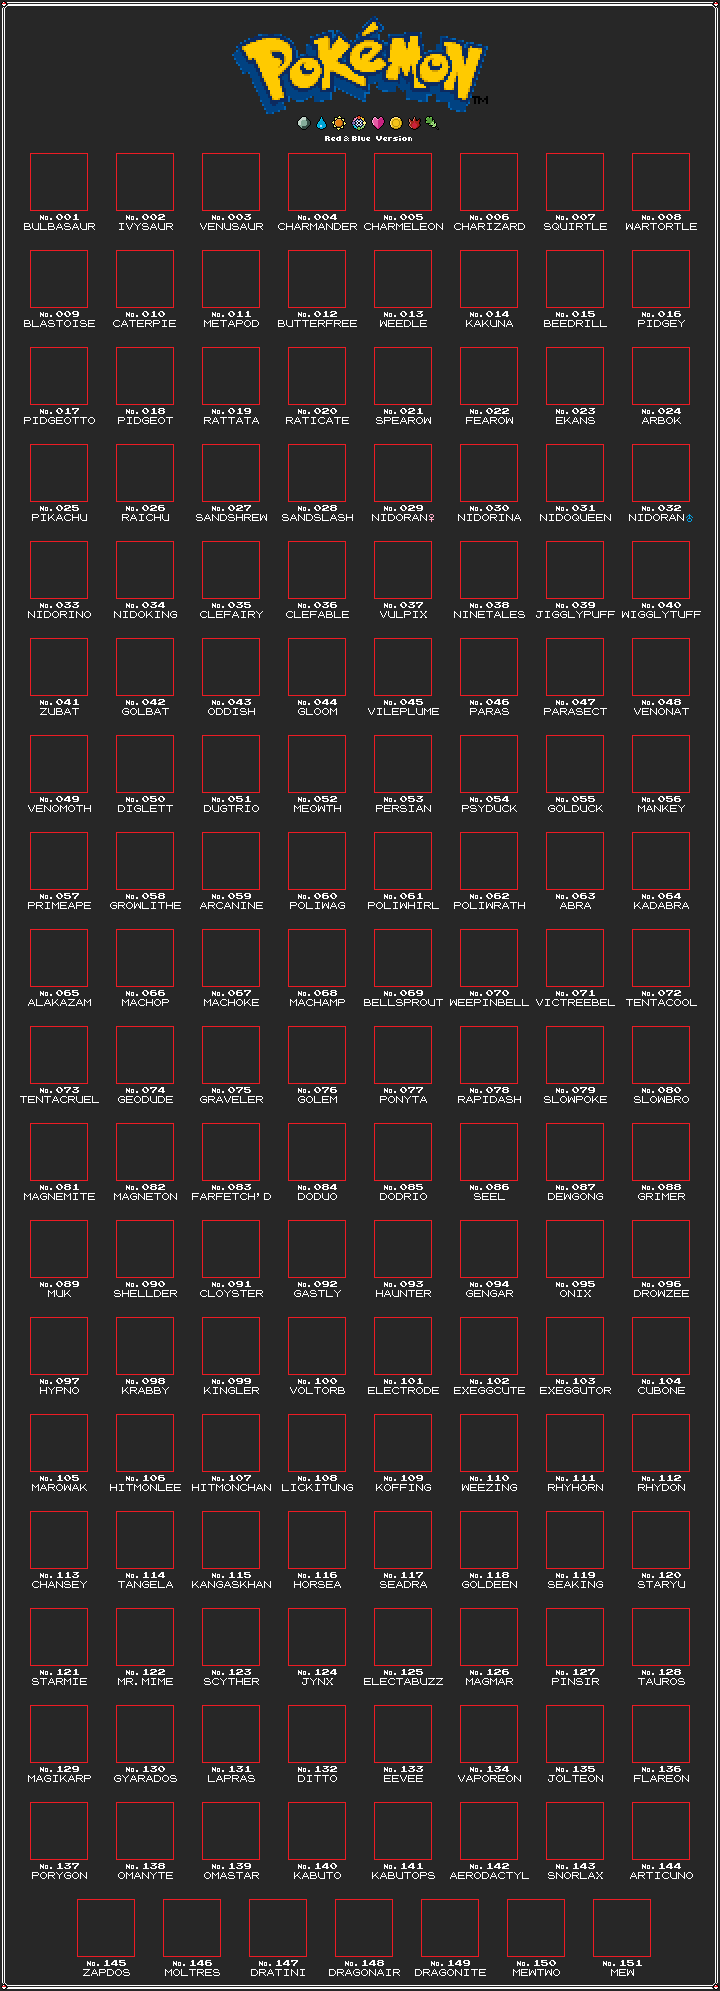 POKÉMON
TM
Red & Blue Version
No.001 No.002 No.003 No.004 No.005 No.006 No.007 No.008
BULBASAUR IVYSAUR VENUSAUR CHARMANDER CHARMELEON CHARIZARD SQUIRTLE WARTORTLE
No.009 No.010 No.011 No.012 No.013 No.014 No.015 No.016
BLASTOISE CATERPIE METAPOD BUTTERFREE WEEDLE KAKUNA BEEDRILL PIDGEY
No.017 No.018 No.019 No.020 No.021 No.022 No.023 No.024
PIDGEOTTO PIDGEOT RATTATA RATICATE SPEAROW FEAROW EKANS ARBOK
No.025 No.026 No.027 No.028 No.029 No.030 No.031 No.032
PIKACHU RAICHU SANDSHREW SANDSLASH NIDORAN♀ NIDORINA NIDOQUEEN NIDORAN♂
No.033 No.034 No.035 No.036 No.037 No.038 No.039 No.040
NIDORINO NIDOKING CLEFAIRY CLEFABLE VULPIX NINETALES JIGGLYPUFF WIGGLYTUFF
No.041 No.042 No.043 No.044 No.045 No.046 No.047 No.048
ZUBAT GOLBAT ODDISH GLOOM VILEPLUME PARAS PARASECT VENONAT
No.049 No.050 No.051 No.052 No.053 No.054 No.055 No.056
VENOMOTH DIGLETT DUGTRIO MEOWTH PERSIAN PSYDUCK GOLDUCK MANKEY
No.057 No.058 No.059 No.060 No.061 No.062 No.063 No.064
PRIMEAPE GROWLITHE ARCANINE POLIWAG POLIWHIRL POLIWRATH ABRA KADABRA
No.065 No.066 No.067 No.068 No.069 No.070 No.071 No.072
ALAKAZAM MACHOP MACHOKE MACHAMP BELLSPROUT WEEPINBELL VICTREEBEL TENTACOOL
No.073 No.074 No.075 No.076 No.077 No.078 No.079 No.080
TENTACRUEL GEODUDE GRAVELER GOLEM PONYTA RAPIDASH SLOWPOKE SLOWBRO
No.081 No.082 No.083 No.084 No.085 No.086 No.087 No.088
MAGNEMITE MAGNETON FARFETCH'D DODUO DODRIO SEEL DEWGONG GRIMER
No.089 No.090 No.091 No.092 No.093 No.094 No.095 No.096
MUK SHELLDER CLOYSTER GASTLY HAUNTER GENGAR ONIX DROWZEE
No.097 No.098 No.099 No.100 No.101 No.102 No.103 No.104
HYPNO KRABBY KINGLER VOLTORB ELECTRODE EXEGGCUTE EXEGGUTOR CUBONE
No.105 No.106 No.107 No.108 No.109 No.110 No.111 No.112
MAROWAK HITMONLEE HITMONCHAN LICKITUNG KOFFING WEEZING RHYHORN RHYDON
No.113 No.114 No.115 No.116 No.117 No.118 No.119 No.120
CHANSEY TANGELA KANGASKHAN HORSEA SEADRA GOLDEEN SEAKING STARYU
No.121 No.122 No.123 No.124 No.125 No.126 No.127 No.128
STARMIE MR.MIME SCYTHER JYNX ELECTABUZZ MAGMAR PINSIR TAUROS
No.129 No.130 No.131 No.132 No.133 No.134 No.135 No.136
MAGIKARP GYARADOS LAPRAS DITTO EEVEE VAPOREON JOLTEON FLAREON
No.137 No.138 No.139 No.140 No.141 No.142 No.143 No.144
PORYGON OMANYTE OMASTAR KABUTO KABUTOPS AERODACTYL SNORLAX ARTICUNO
No.145 No.146 No.147 No.148 No.149 No.150 No.151
ZAPDOS MOLTRES DRATINI DRAGONAIR DRAGONITE MEWTWO MEW